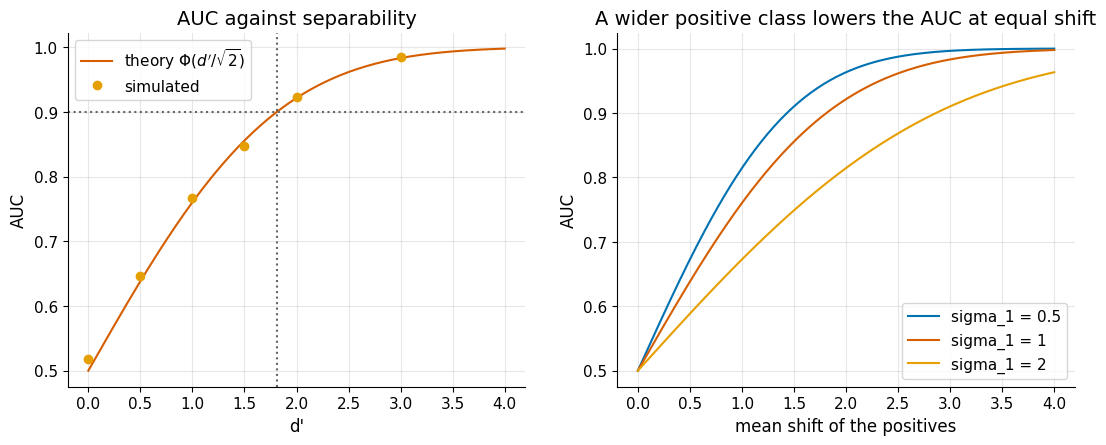 AUC against separability
theory Φ(d′/√2)
simulated
AUC
1.0
0.9
0.8
0.7
0.6
0.5
0.0 0.5 1.0 1.5 2.0 2.5 3.0 3.5 4.0
d'
A wider positive class lowers the AUC at equal shift
AUC
1.0
0.9
0.8
0.7
0.6
0.5
sigma_1 = 0.5
sigma_1 = 1
sigma_1 = 2
0.0 0.5 1.0 1.5 2.0 2.5 3.0 3.5 4.0
mean shift of the positives